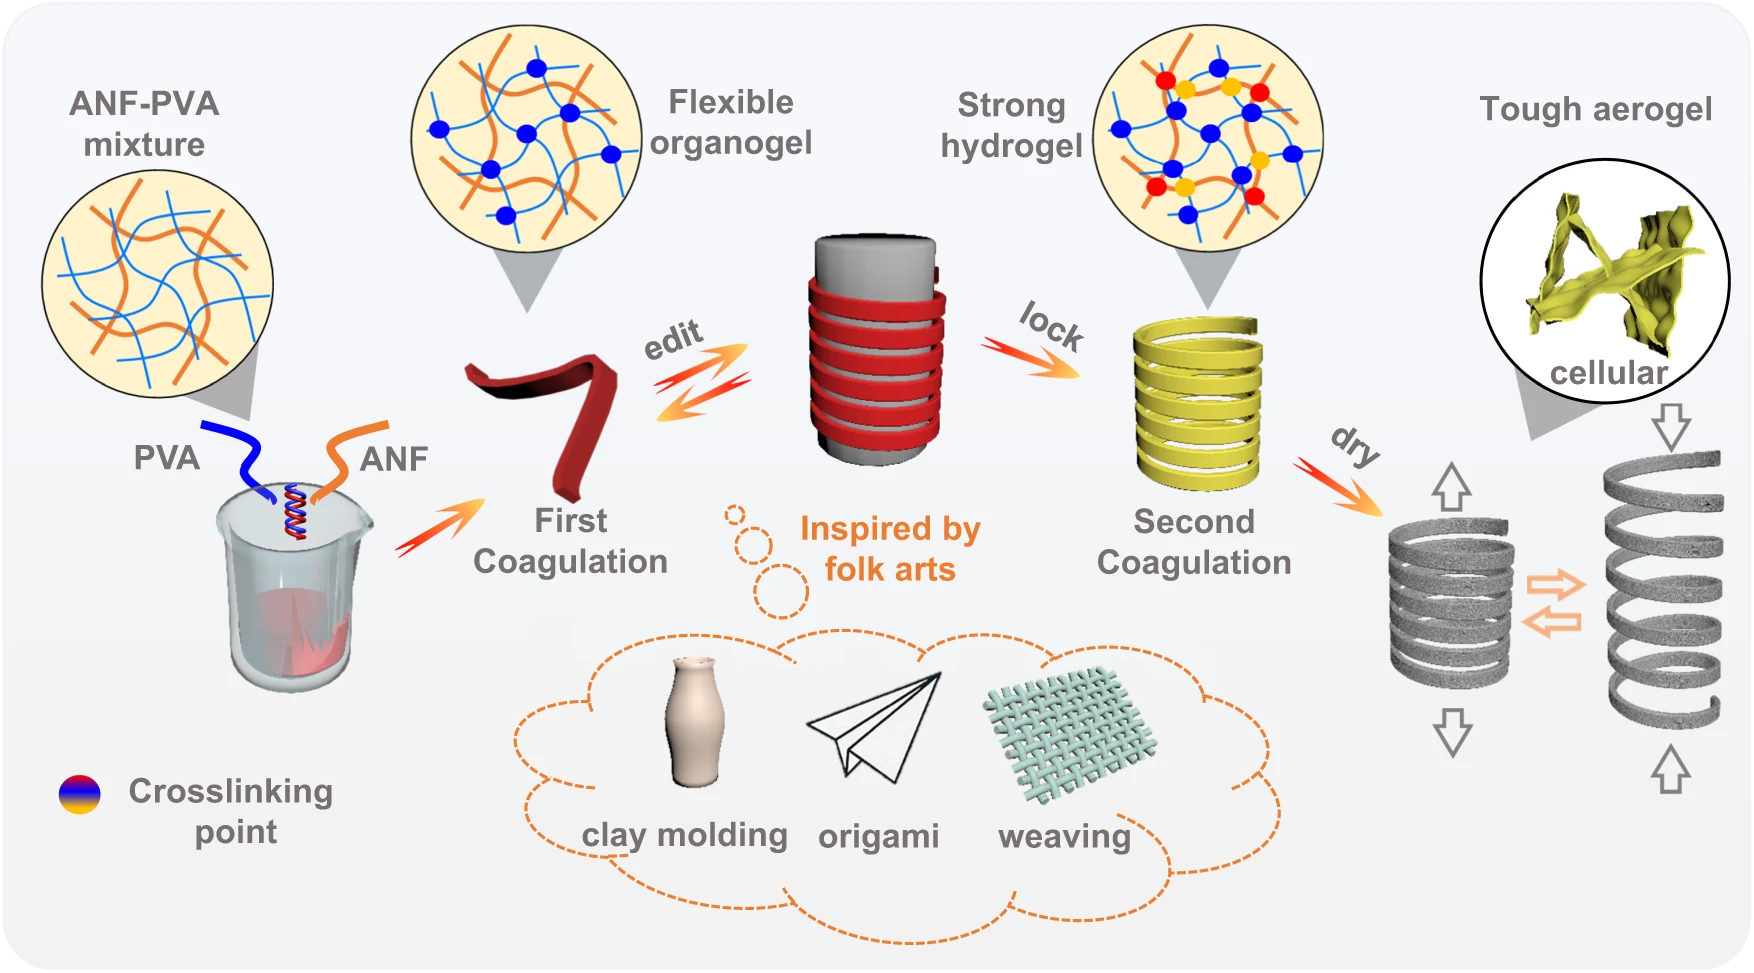 ANF-PVA
mixture
Flexible
organogel
Strong
hydrogel
Tough aerogel
cellular
PVA
ANF
edit
lock
dry
First
Coagulation
Inspired by
folk arts
Second
Coagulation
Crosslinking
point
clay molding
origami
weaving